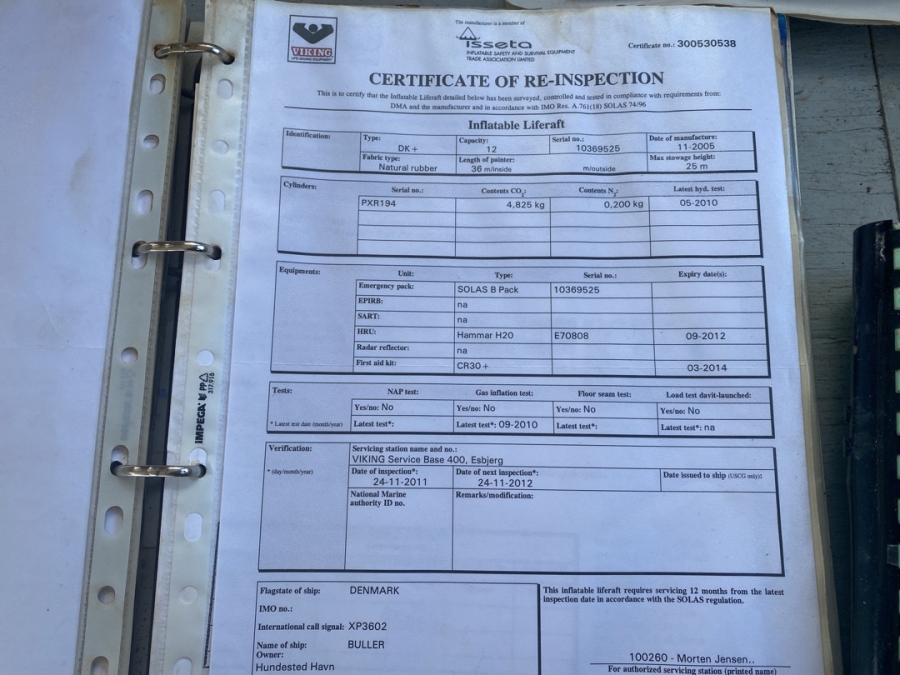 VIKING
LIFE-SAVING EQUIPMENT
The manufacturer is a member of
isseta
INFLATABLE SAFETY AND SURVIVAL EQUIPMENT
TRADE ASSOCIATION LIMITED
Certificate no.: 300530538
CERTIFICATE OF RE-INSPECTION
This is to certify that the Inflatable Liferaft detailed below has been surveyed, controlled and tested in compliance with requirements from:
DMA and the manufacturer and in accordance with IMO Res. A.761(18) SOLAS 74/96
Inflatable Liferaft
Identification: Type: Capacity: Serial no.: Date of manufacture:
DK+ 12 10369525 11-2005
Fabric type: Length of painter: Max stowage height:
Natural rubber 36 m/inside m/outside 25 m
Cylinders: Serial no.: Contents CO2: Contents N2: Latest hyd. test:
PXR194 4,825 kg 0,200 kg 05-2010
Equipments: Unit: Type: Serial no.: Expiry date(s):
Emergency pack: SOLAS B Pack 10369525
EPIRB: na
SART: na
HRU: Hammar H20 E70808 09-2012
Radar reflector: na
First aid kit: CR30+ 03-2014
Tests: NAP test: Gas inflation test: Floor seam test: Load test davit-launched:
Yes/no: No Yes/no: No Yes/no: No Yes/no: No
* Latest test date (month/year) Latest test*: Latest test*: 09-2010 Latest test*: Latest test*: na
Verification: Servicing station name and no.:
VIKING Service Base 400, Esbjerg
* (day/month/year) Date of inspection*: Date of next inspection*: Date issued to ship (USCG only):
24-11-2011 24-11-2012
National Marine Remarks/modification:
authority ID no.
Flagstate of ship: DENMARK
This inflatable liferaft requires servicing 12 months from the latest
inspection date in accordance with the SOLAS regulation.
IMO no.:
International call signal: XP3602
Name of ship: BULLER
Owner:
Hundested Havn
100260 - Morten Jensen..
For authorized servicing station (printed name)
IMPEGA PP
317.916